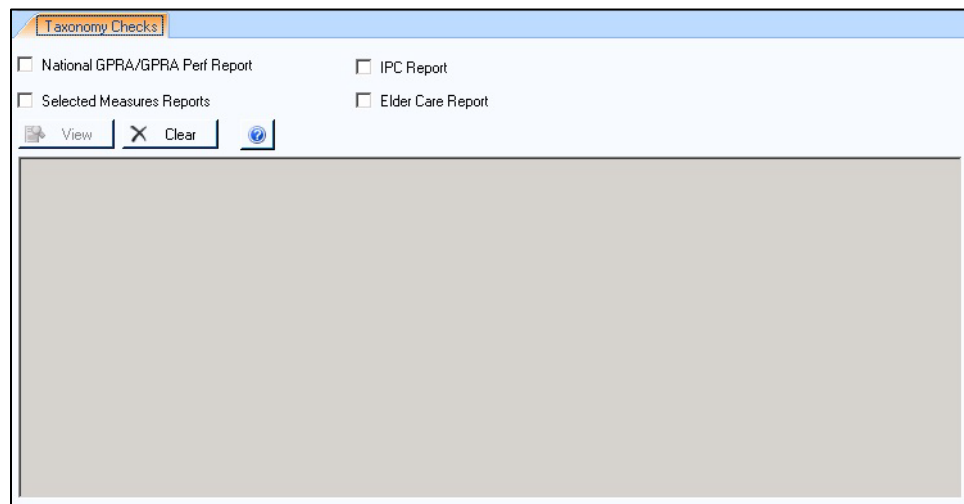 Taxonomy Checks
National GPRA/GPRA Perf Report
IPC Report
Selected Measures Reports
Elder Care Report
View
Clear
?